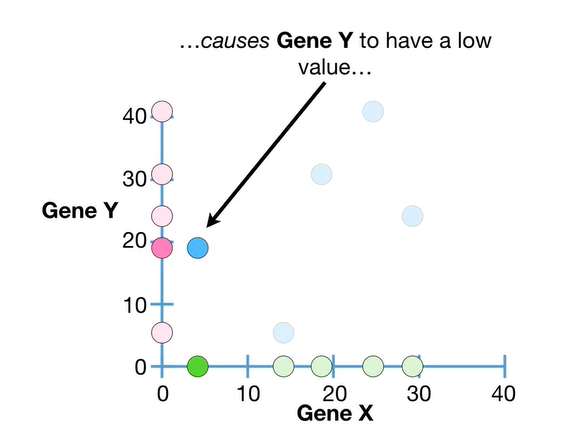 …causes Gene Y to have a low
value…
40
30
Gene Y
20
10
0
0 10 20 30 40
Gene X